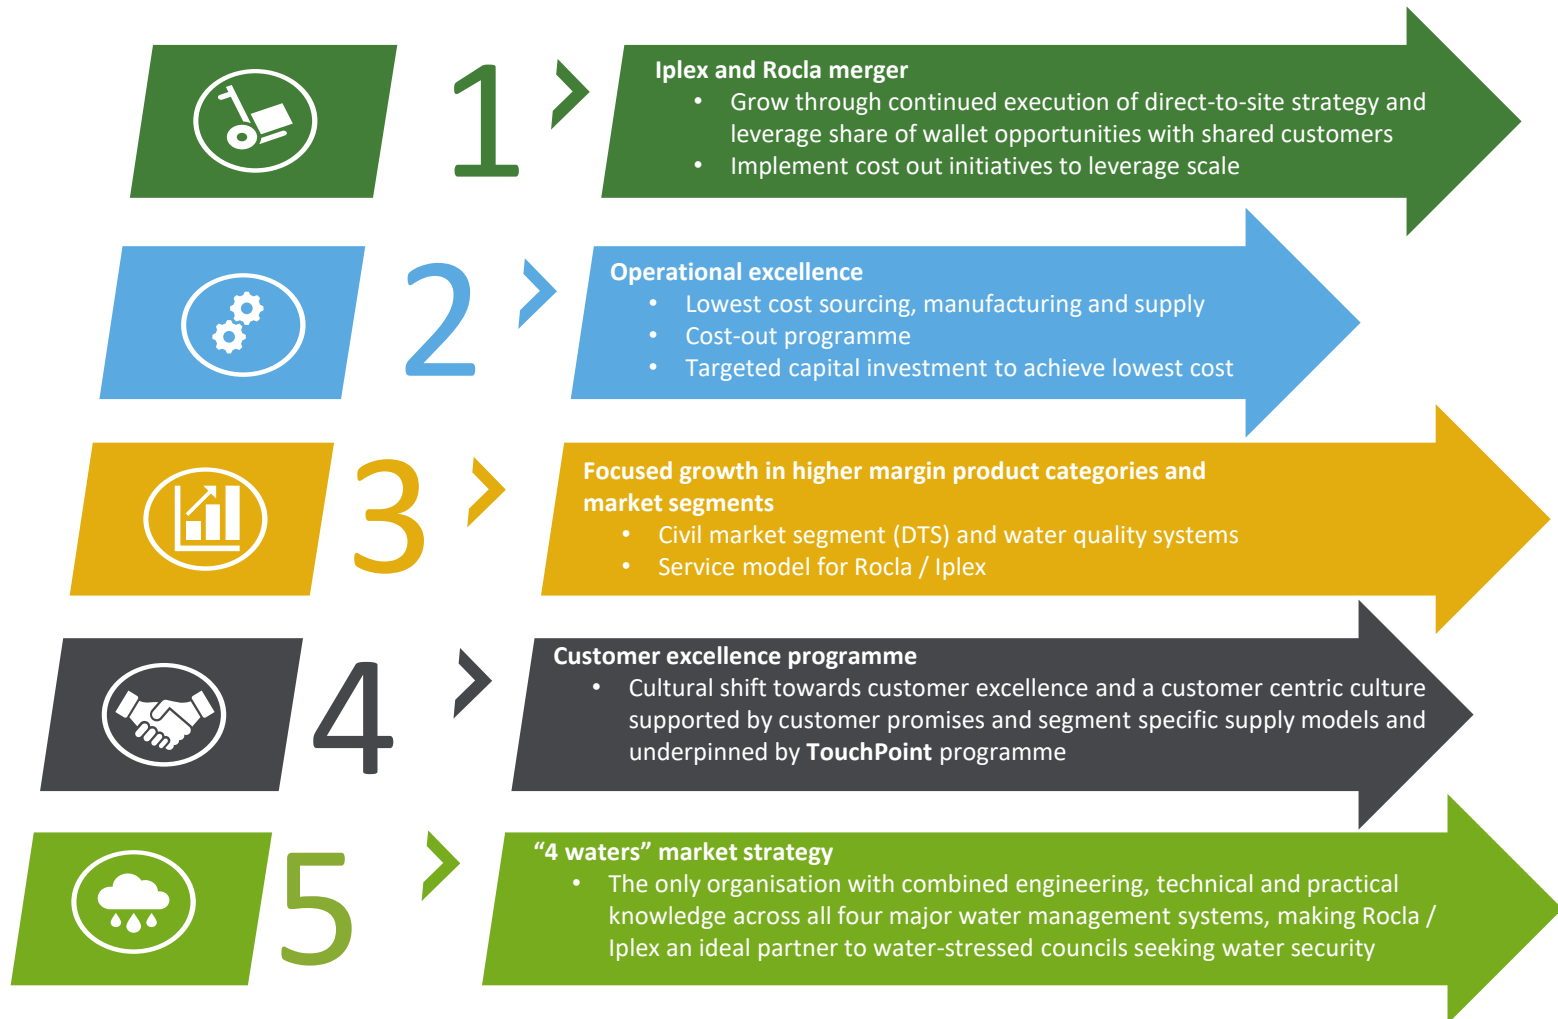 1
Iplex and Rocla merger
• Grow through continued execution of direct-to-site strategy and
leverage share of wallet opportunities with shared customers
• Implement cost out initiatives to leverage scale
2
Operational excellence
• Lowest cost sourcing, manufacturing and supply
• Cost-out programme
• Targeted capital investment to achieve lowest cost
3
Focused growth in higher margin product categories and
market segments
• Civil market segment (DTS) and water quality systems
• Service model for Rocla / Iplex
4
Customer excellence programme
• Cultural shift towards customer excellence and a customer centric culture
supported by customer promises and segment specific supply models and
underpinned by TouchPoint programme
5
“4 waters” market strategy
• The only organisation with combined engineering, technical and practical
knowledge across all four major water management systems, making Rocla /
Iplex an ideal partner to water-stressed councils seeking water security